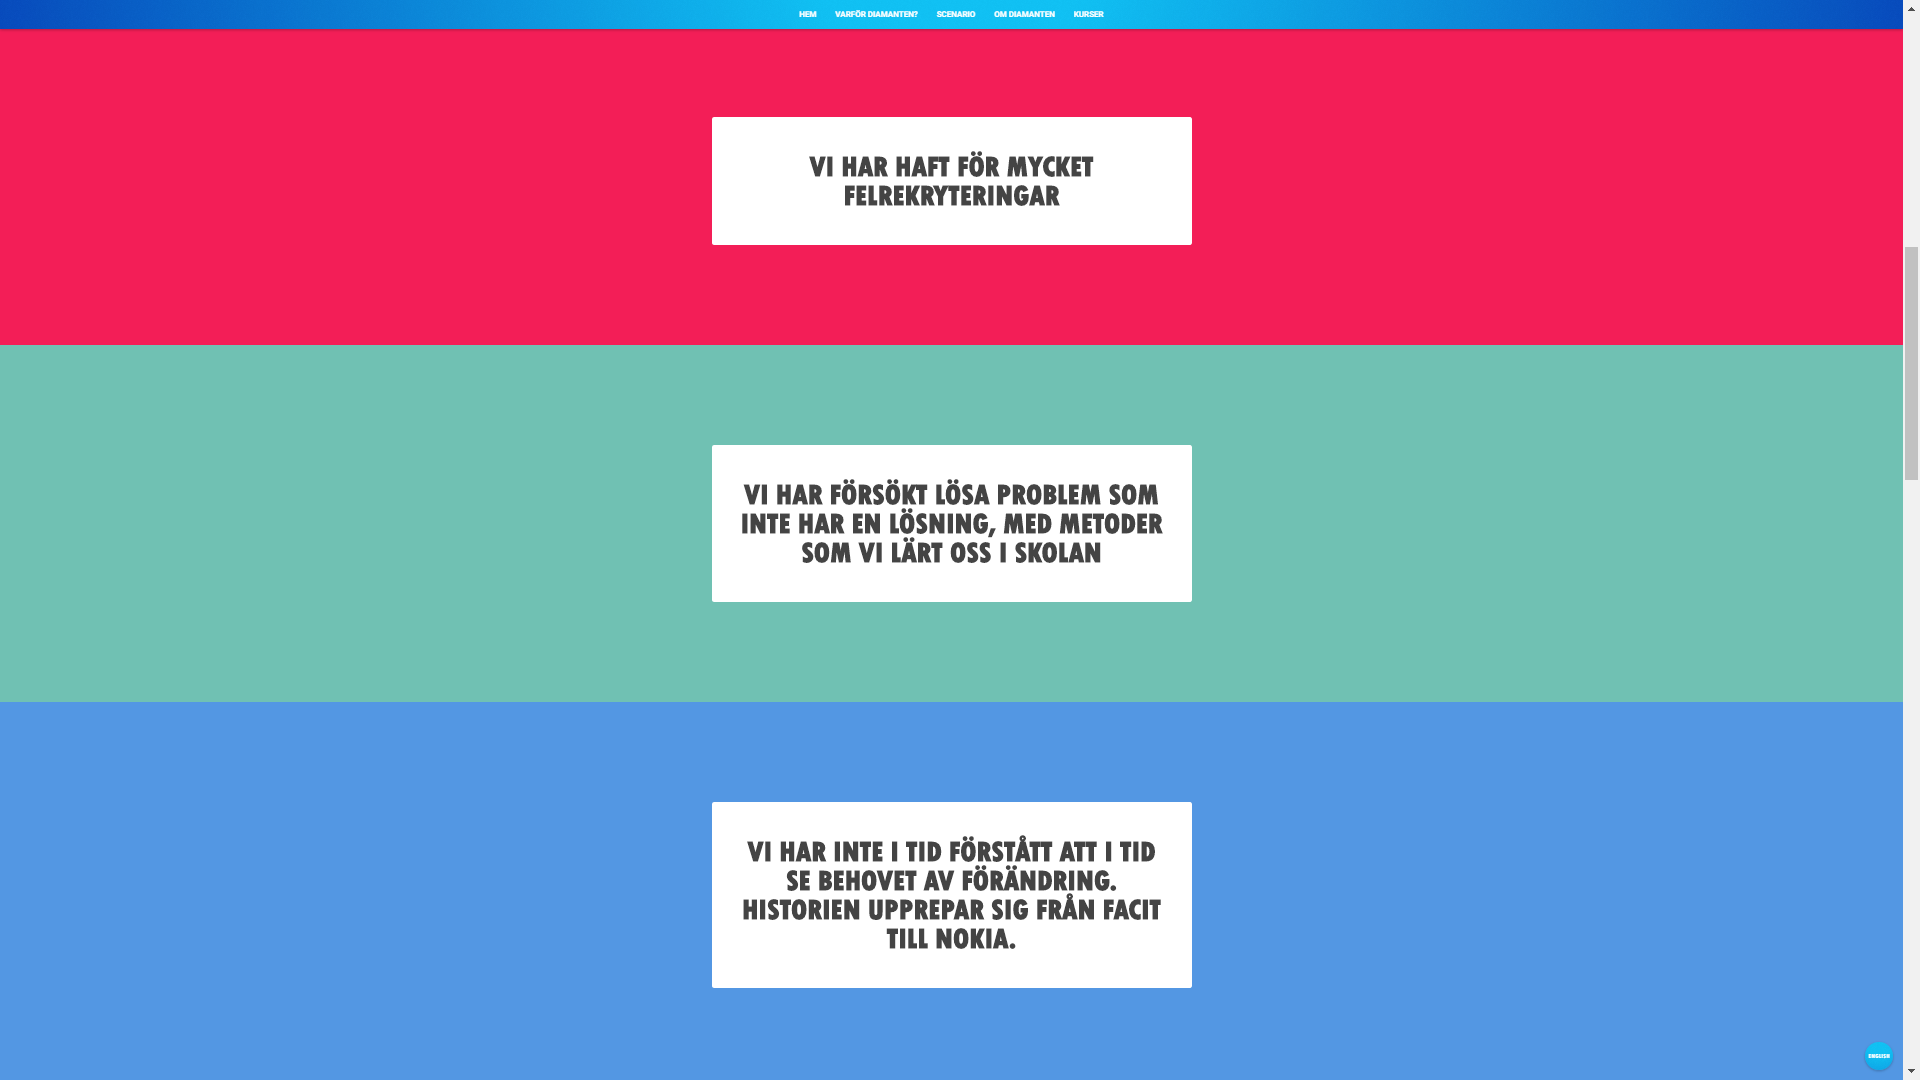 HEM VARFÖR DIAMANTEN? SCENARIO OM DIAMANTEN KURSER
VI HAR HAFT FÖR MYCKET
FELREKRYTERINGAR
VI HAR FÖRSÖKT LÖSA PROBLEM SOM
INTE HAR EN LÖSNING, MED METODER
SOM VI LÄRT OSS I SKOLAN
VI HAR INTE I TID FÖRSTÅTT ATT I TID
SE BEHOVET AV FÖRÄNDRING.
HISTORIEN UPPREPAR SIG FRÅN FACIT
TILL NOKIA.
ENGLISH